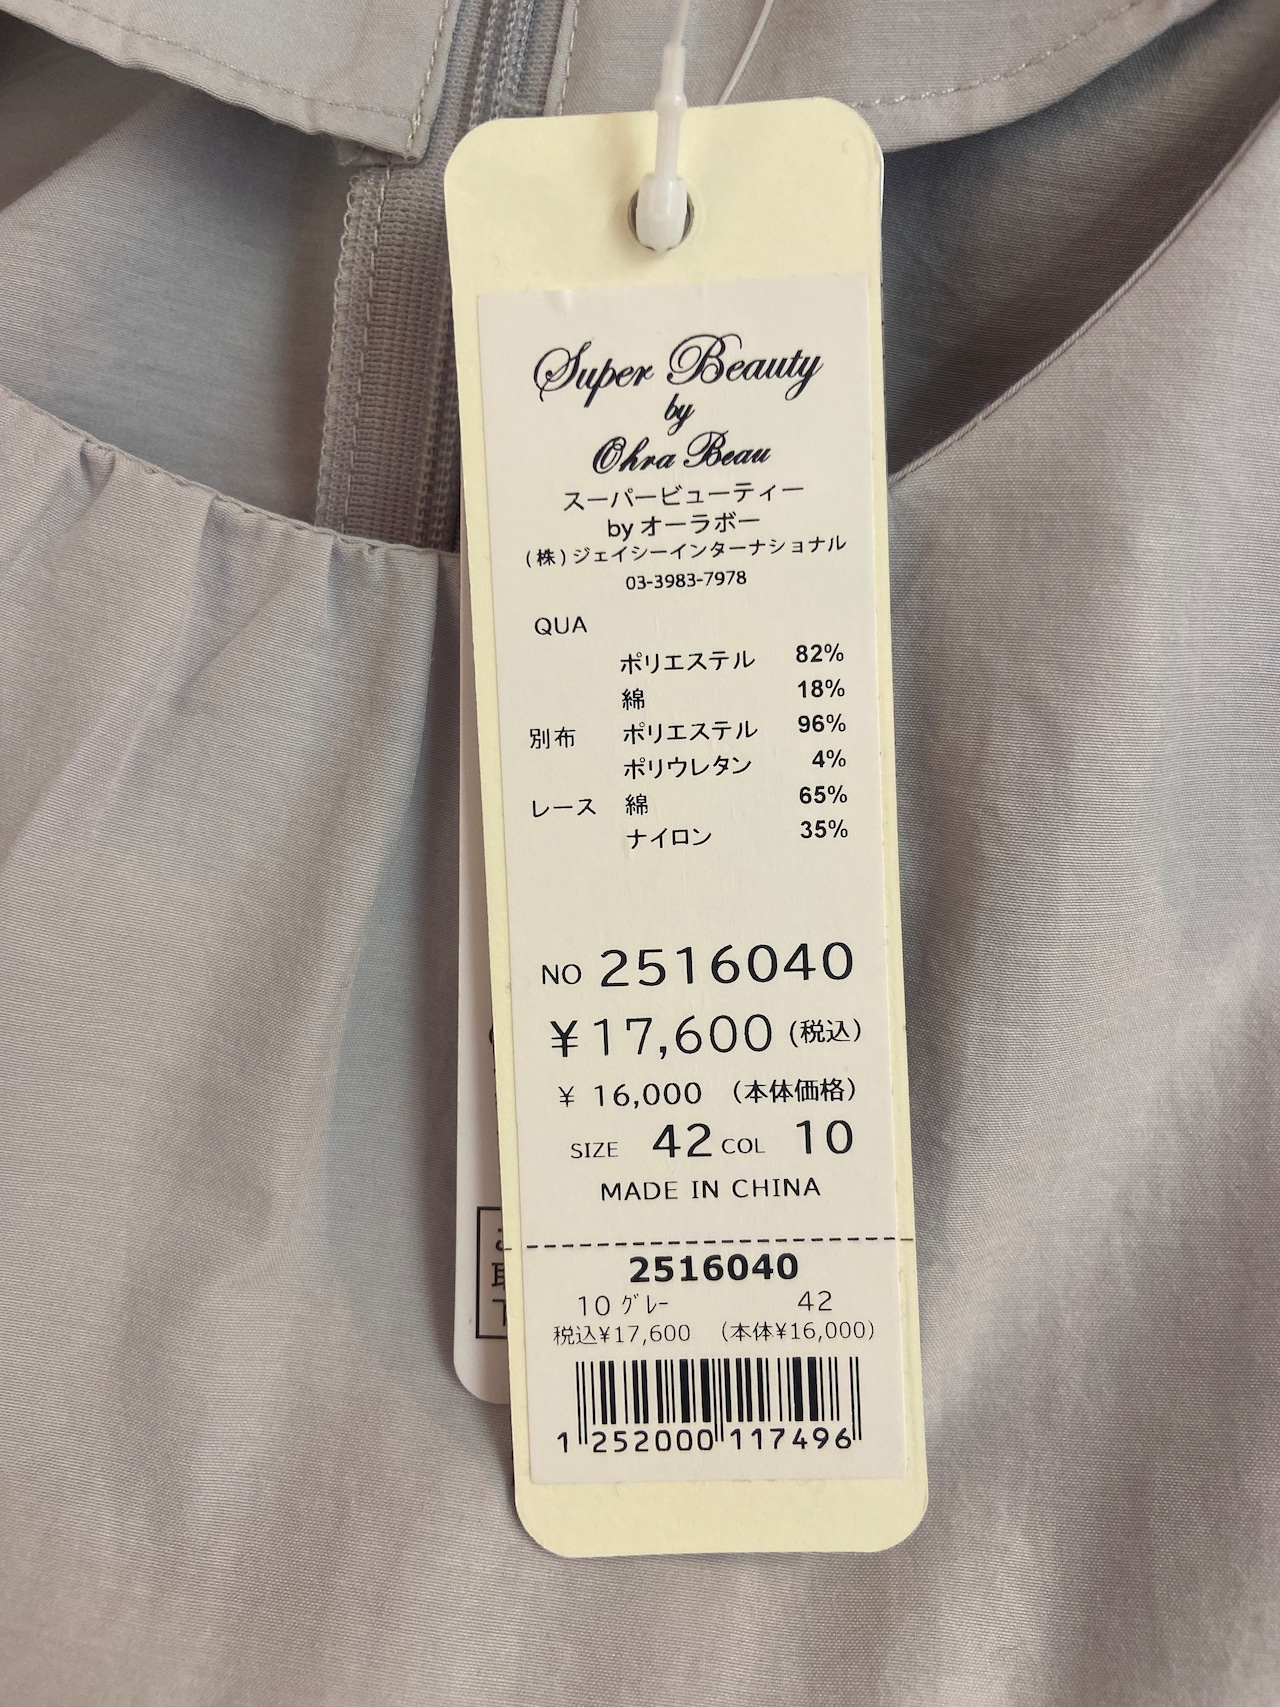 Super Beauty
by
Ohra Beau
スーパービューティー
by オーラボー
(株)ジェイシーインターナショナル
03-3983-7978
QUA
ポリエステル 82%
綿 18%
別布 ポリエステル 96%
ポリウレタン 4%
レース 綿 65%
ナイロン 35%
NO 2516040
¥17,600 (税込)
¥ 16,000 (本体価格)
SIZE 42 COL 10
MADE IN CHINA
2516040
10 ｸﾞﾚｰ 42
税込¥17,600 (本体¥16,000)
1 252000 117496